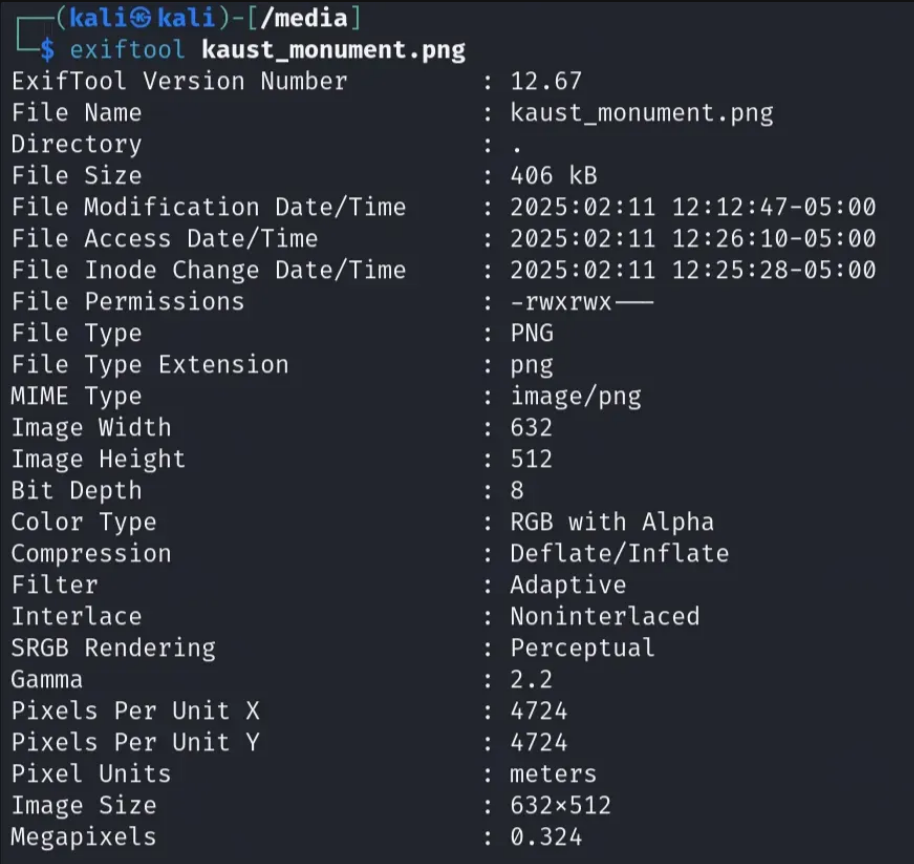 ┌──(kali㉿kali)-[/media]
└─$ exiftool kaust_monument.png
ExifTool Version Number : 12.67
File Name : kaust_monument.png
Directory : .
File Size : 406 kB
File Modification Date/Time : 2025:02:11 12:12:47-05:00
File Access Date/Time : 2025:02:11 12:26:10-05:00
File Inode Change Date/Time : 2025:02:11 12:25:28-05:00
File Permissions : -rwxrwx---
File Type : PNG
File Type Extension : png
MIME Type : image/png
Image Width : 632
Image Height : 512
Bit Depth : 8
Color Type : RGB with Alpha
Compression : Deflate/Inflate
Filter : Adaptive
Interlace : Noninterlaced
SRGB Rendering : Perceptual
Gamma : 2.2
Pixels Per Unit X : 4724
Pixels Per Unit Y : 4724
Pixel Units : meters
Image Size : 632×512
Megapixels : 0.324